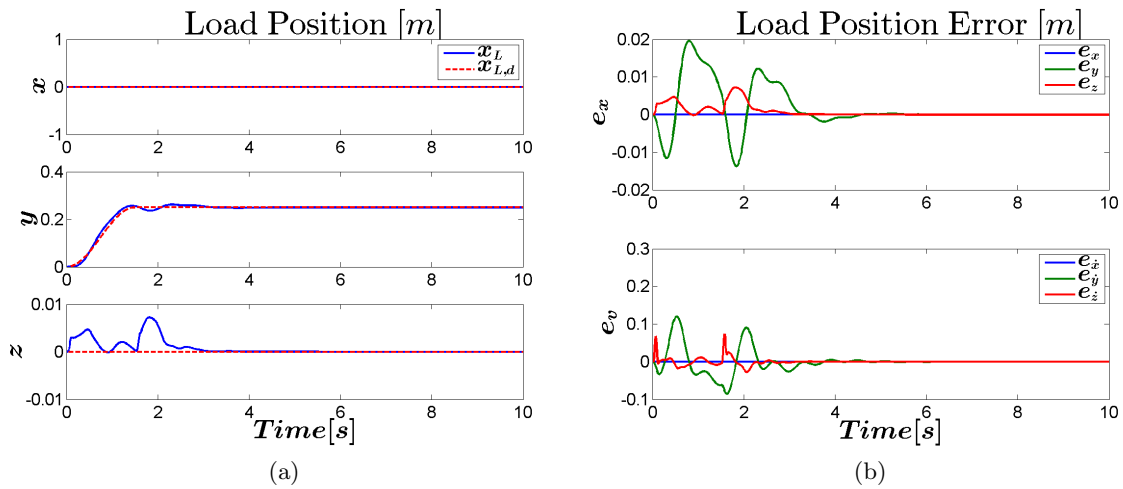 Load Position [m]
1
0
-1
x
x_L
x_{L,d}
0 2 4 6 8 10
0.4
0.2
0
y
0 2 4 6 8 10
0.01
0
-0.01
z
0 2 4 6 8 10
Time[s]
(a)
Load Position Error [m]
0.02
0.01
0
-0.01
-0.02
e_x
e_x
e_y
e_z
0 2 4 6 8 10
0.3
0.2
0.1
0
-0.1
e_v
e_ẋ
e_ẏ
e_ż
0 2 4 6 8 10
Time[s]
(b)